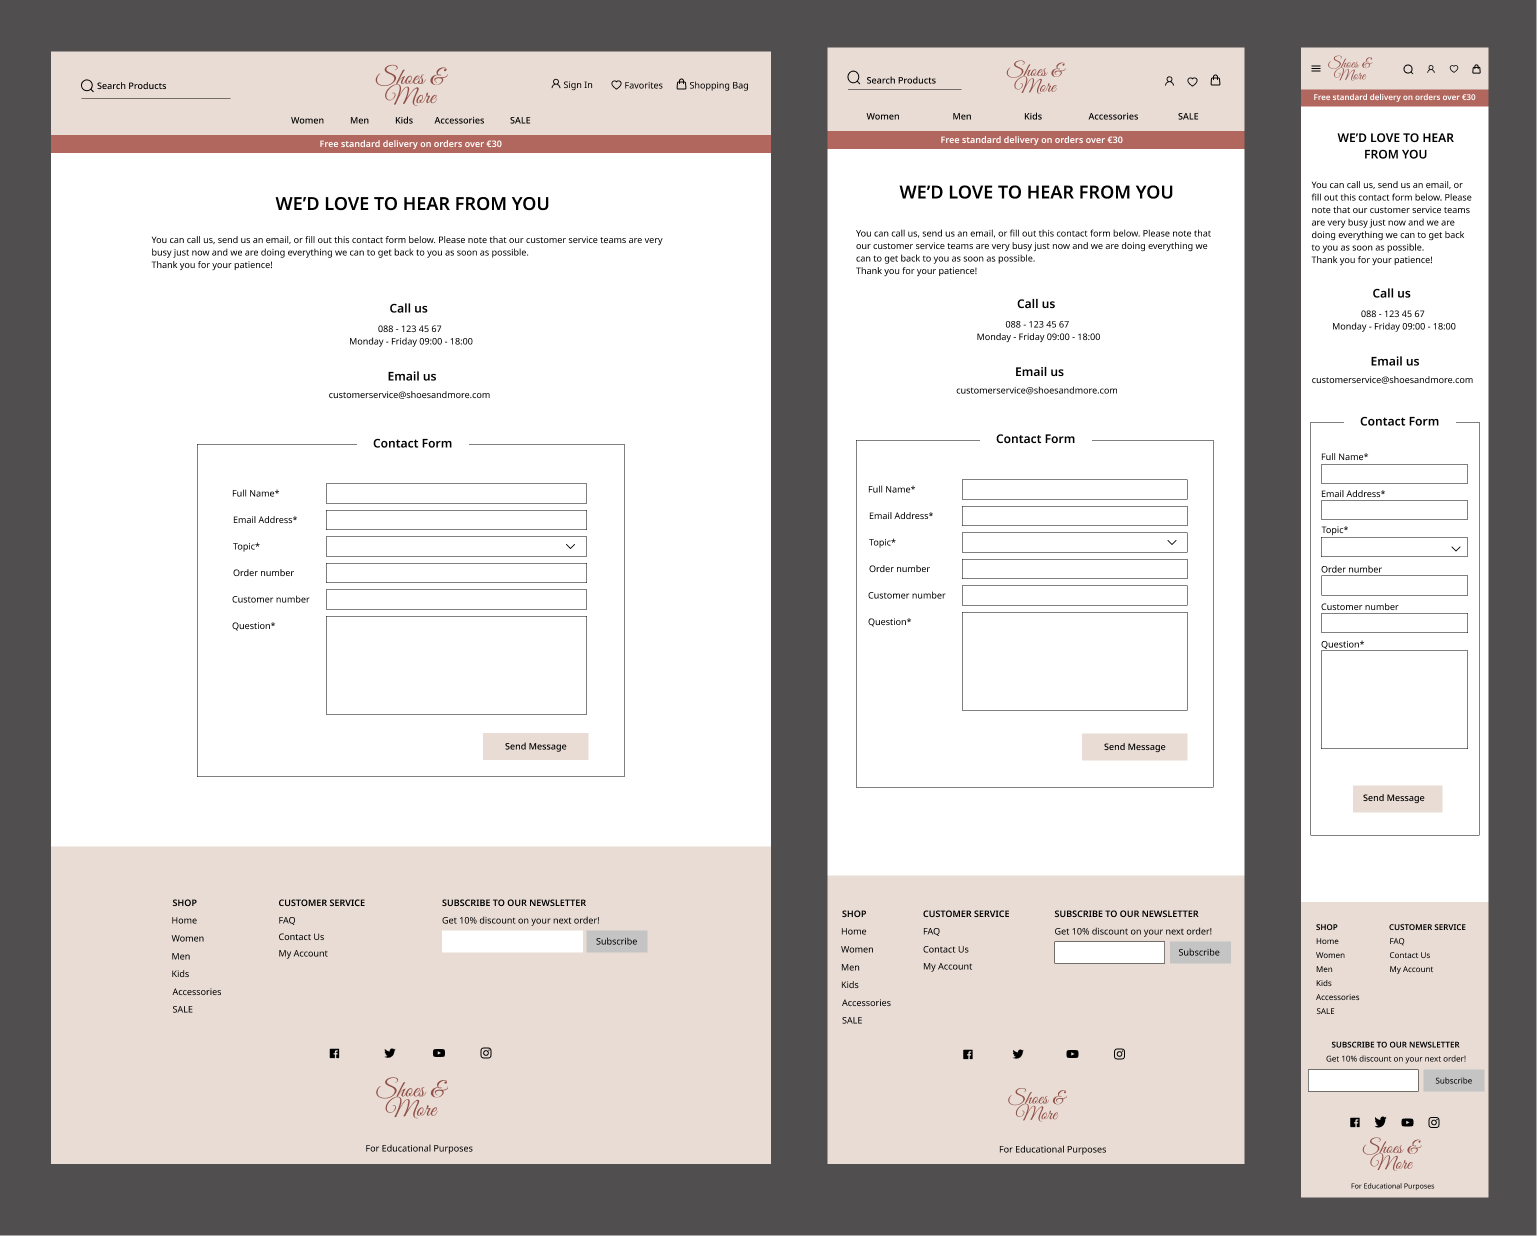 Search Products
Shoes &
More
Sign In
Favorites
Shopping Bag
Women Men Kids Accessories SALE
Free standard delivery on orders over €30
WE'D LOVE TO HEAR FROM YOU
You can call us, send us an email, or fill out this contact form below. Please note that our customer service teams are very
busy just now and we are doing everything we can to get back to you as soon as possible.
Thank you for your patience!
Call us
088 - 123 45 67
Monday - Friday 09:00 - 18:00
Email us
customerservice@shoesandmore.com
Contact Form
Full Name*
Email Address*
Topic*
Order number
Customer number
Question*
Send Message
SHOP
Home
Women
Men
Kids
Accessories
SALE
CUSTOMER SERVICE
FAQ
Contact Us
My Account
SUBSCRIBE TO OUR NEWSLETTER
Get 10% discount on your next order!
Subscribe
Shoes &
More
For Educational Purposes
Search Products
Shoes &
More
Women Men Kids Accessories SALE
Free standard delivery on orders over €30
WE'D LOVE TO HEAR FROM YOU
You can call us, send us an email, or fill out this contact form below. Please note that
our customer service teams are very busy just now and we are doing everything we
can to get back to you as soon as possible.
Thank you for your patience!
Call us
088 - 123 45 67
Monday - Friday 09:00 - 18:00
Email us
customerservice@shoesandmore.com
Contact Form
Full Name*
Email Address*
Topic*
Order number
Customer number
Question*
Send Message
SHOP
Home
Women
Men
Kids
Accessories
SALE
CUSTOMER SERVICE
FAQ
Contact Us
My Account
SUBSCRIBE TO OUR NEWSLETTER
Get 10% discount on your next order!
Subscribe
Shoes &
More
For Educational Purposes
Shoes &
More
Free standard delivery on orders over €30
WE'D LOVE TO HEAR
FROM YOU
You can call us, send us an email, or
fill out this contact form below. Please
note that our customer service teams
are very busy just now and we are
doing everything we can to get back
to you as soon as possible.
Thank you for your patience!
Call us
088 - 123 45 67
Monday - Friday 09:00 - 18:00
Email us
customerservice@shoesandmore.com
Contact Form
Full Name*
Email Address*
Topic*
Order number
Customer number
Question*
Send Message
SHOP
Home
Women
Men
Kids
Accessories
SALE
CUSTOMER SERVICE
FAQ
Contact Us
My Account
SUBSCRIBE TO OUR NEWSLETTER
Get 10% discount on your next order!
Subscribe
Shoes &
More
For Educational Purposes